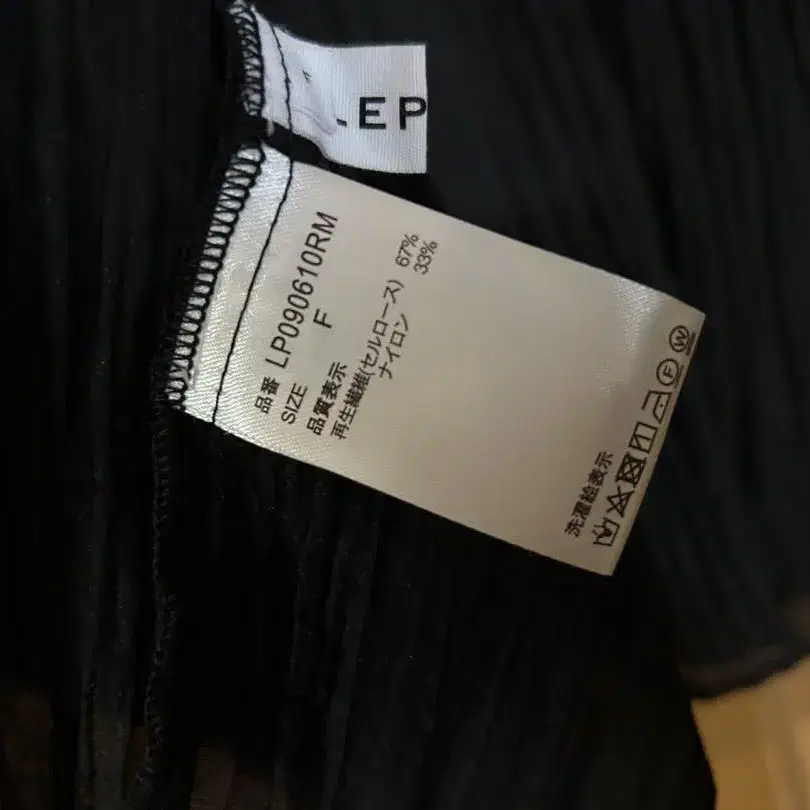 LEP
品番 LP090610RM
SIZE F
品質表示
再生繊維(セルロース) 67%
ナイロン 33%
洗濯絵表示
F
W